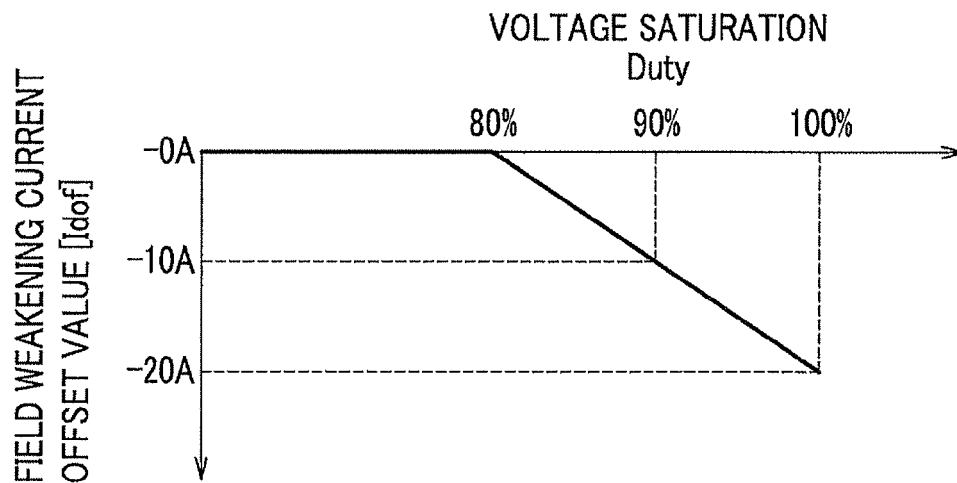 VOLTAGE SATURATION
Duty
80%
90%
100%
-0A
-10A
-20A
FIELD WEAKENING CURRENT
OFFSET VALUE [Idof]